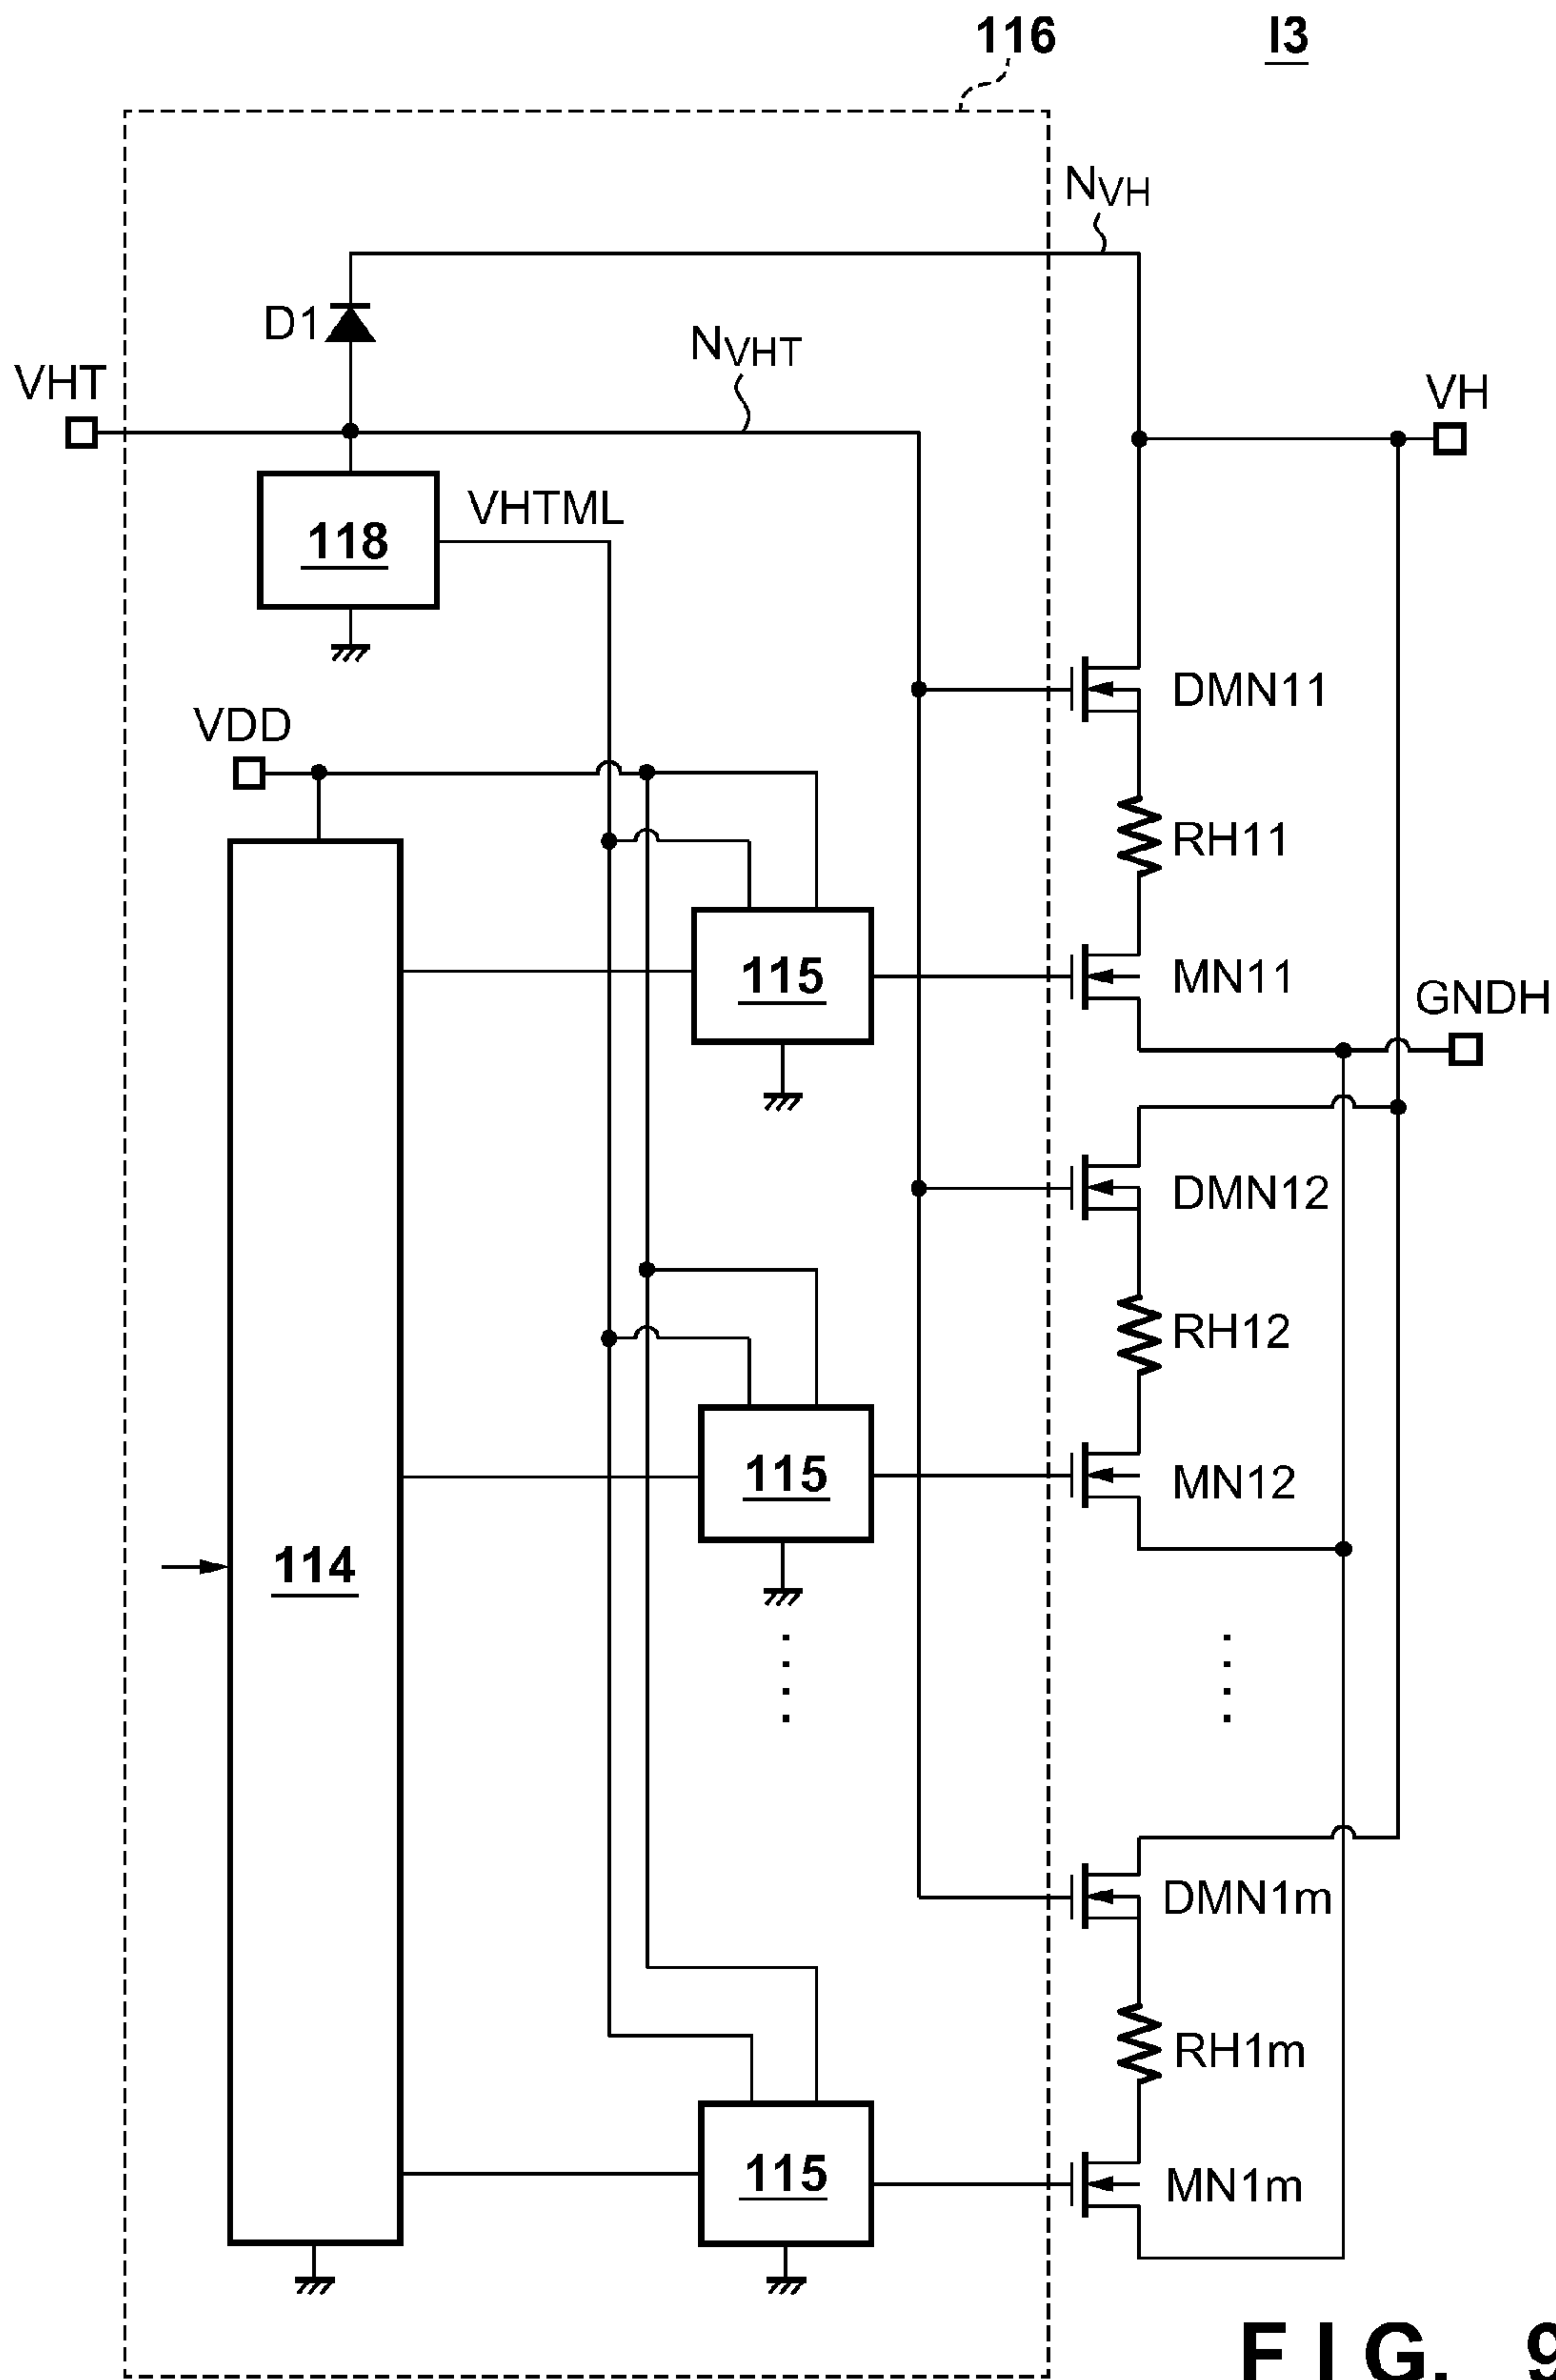 116
I3
NVH
D1
NVHT
VHT
VH
118
VHTML
VDD
DMN11
RH11
115
MN11
GNDH
DMN12
RH12
115
MN12
114
DMN1m
RH1m
115
MN1m
FIG. 9